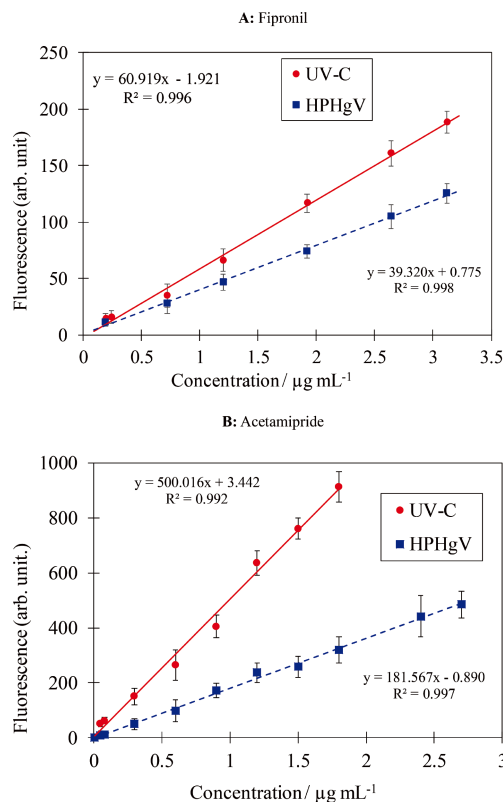 A: Fipronil
250
200
150
100
50
0
Fluorescence (arb. unit)
y = 60.919x - 1.921
R² = 0.996
UV-C
HPHgV
y = 39.320x + 0.775
R² = 0.998
0 0.5 1 1.5 2 2.5 3 3.5
Concentration / µg mL⁻¹
B: Acetamipride
1000
800
600
400
200
0
Fluorescence (arb. unit.)
y = 500.016x + 3.442
R² = 0.992
UV-C
HPHgV
y = 181.567x - 0.890
R² = 0.997
0 0.5 1 1.5 2 2.5 3
Concentration / µg mL⁻¹